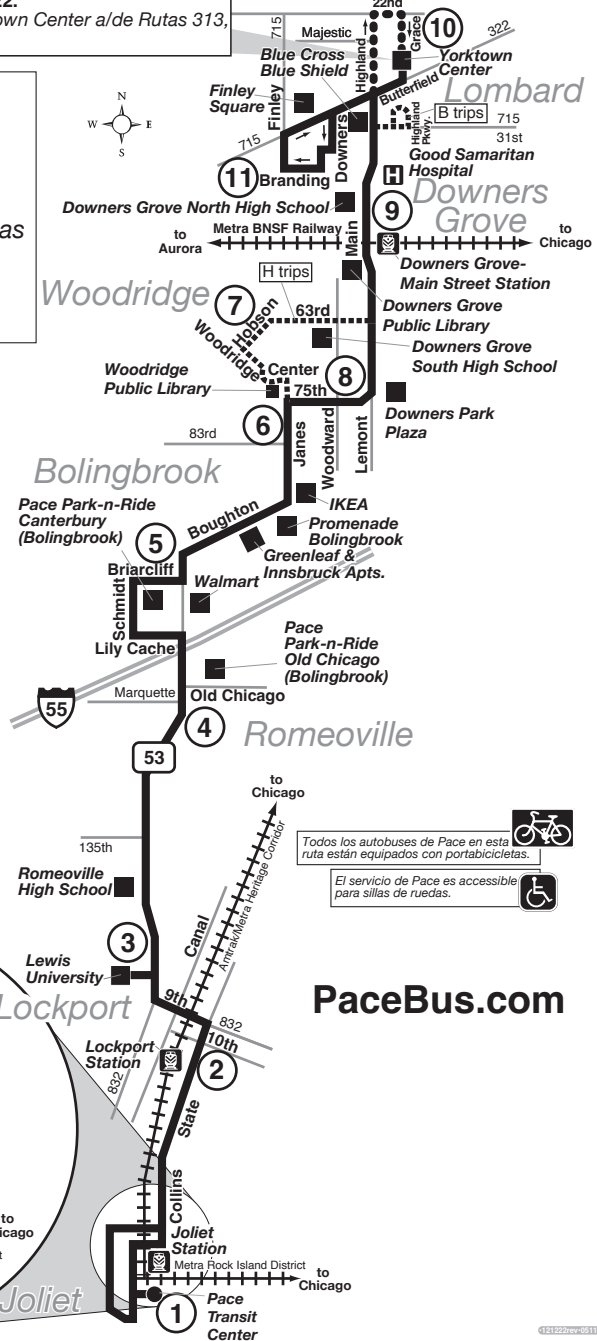 22.
own Center a/de Rutas 313,
as
N
W
E
S
22nd
715
Majestic
Highland
Grace
10
322
Blue Cross
Blue Shield
Yorktown
Center
Butterfield
Lombard
Finley
Square
Finley
Downers
Highland
Pkwy.
B trips
715
31st
715
11
Branding
Good Samaritan
Hospital
H
Downers
Grove
Downers Grove North High School
9
Main
to
Aurora
Metra BNSF Railway
to
Chicago
Downers Grove-
Main Street Station
H trips
Woodridge
7
63rd
Hobson
Woodridge
Downers Grove
Public Library
Downers Grove
South High School
Woodridge
Public Library
Center
8
75th
6
Downers Park
Plaza
83rd
Janes
Woodward
Lemont
Bolingbrook
Pace Park-n-Ride
Canterbury
(Bolingbrook)
Boughton
IKEA
Promenade
Bolingbrook
Greenleaf &
Innsbruck Apts.
5
Briarcliff
Walmart
Schmidt
Lily Cache
Pace
Park-n-Ride
Old Chicago
(Bolingbrook)
55
Marquette
Old Chicago
4
Romeoville
53
to
Chicago
135th
Todos los autobuses de Pace en esta
ruta están equipados con portabicicletas.
El servicio de Pace es accessible
para sillas de ruedas.
Romeoville
High School
Canal
Amtrak/Metra Heritage Corridor
3
Lewis
University
Lockport
9th
832
10th
PaceBus.com
Lockport
Station
832
2
State
Collins
to
icago
t
Joliet
Station
Metra Rock Island District
to
Chicago
Joliet
1
Pace
Transit
Center
121222rev-0511